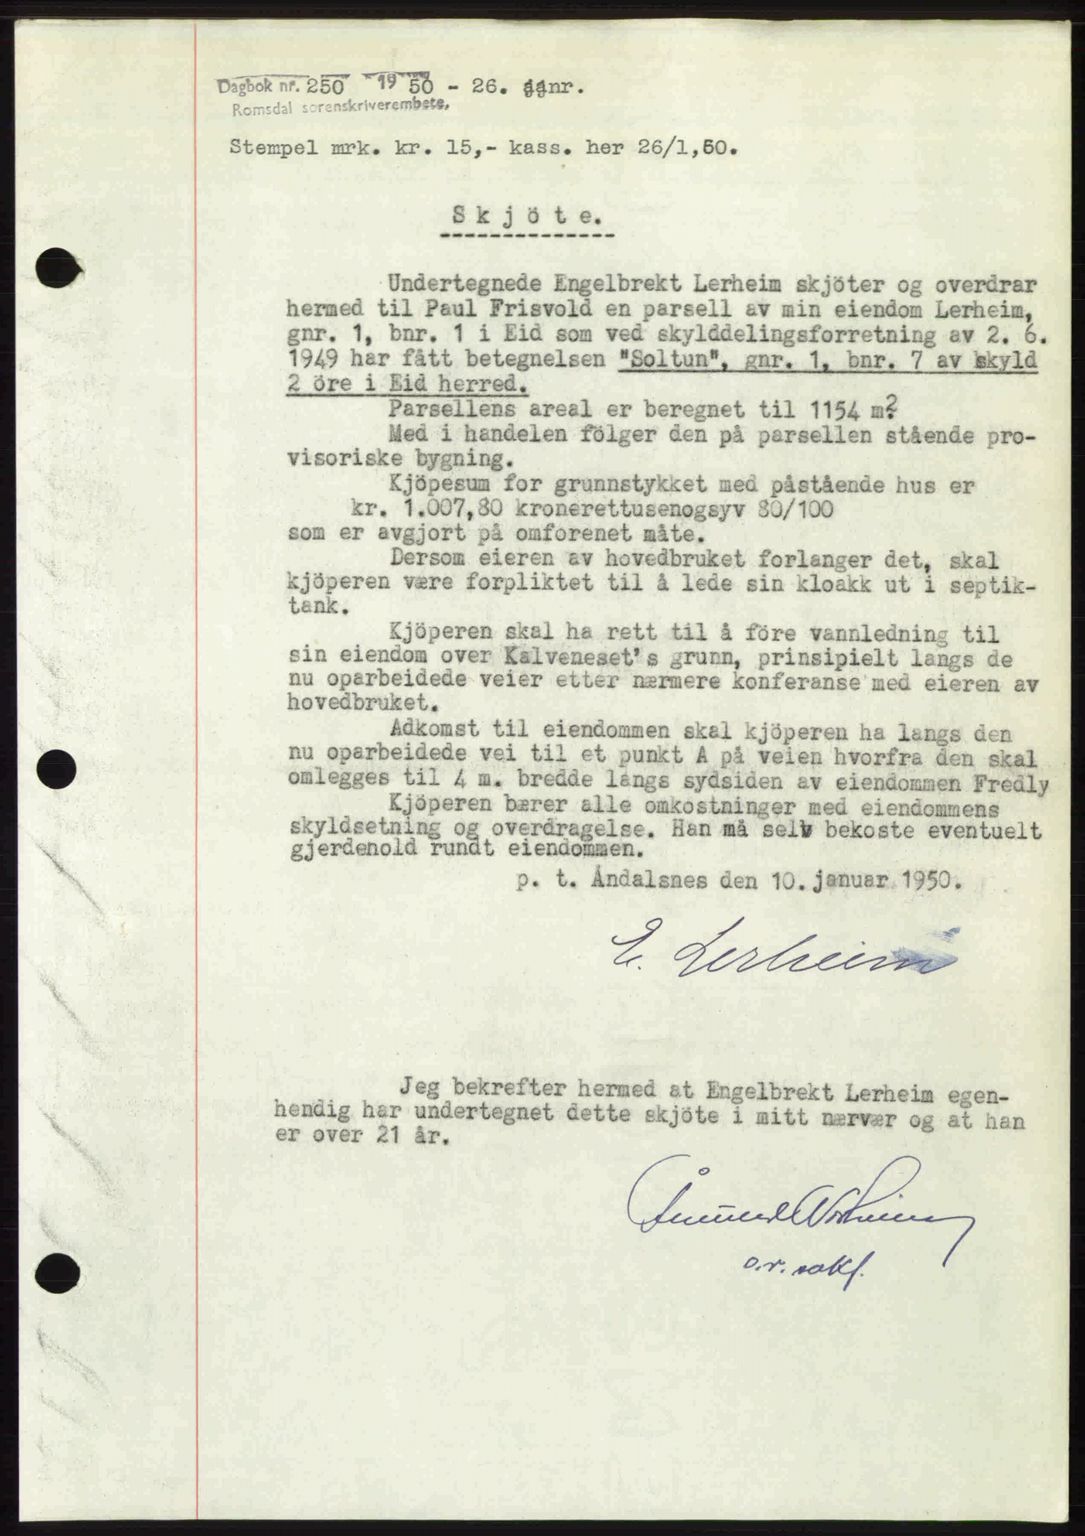 Dagbok nr. 250 1950 - 26. jan.
Romsdal sorenskriverembete.
Stempel mrk. kr. 15,- kass. her 26/1,50.
Skjöte.
Undertegnede Engelbrekt Lerheim skjöter og overdrar
hermed til Paul Frisvold en parsell av min eiendom Lerheim,
gnr. 1, bnr. 1 i Eid som ved skylddelingsforretning av 2. 6.
1949 har fått betegnelsen "Soltun", gnr. 1, bnr. 7 av skyld
2 öre i Eid herred.
Parsellens areal er beregnet til 1154 m².
Med i handelen fölger den på parsellen stående pro-
visoriske bygning.
Kjöpesum for grunnstykket med påstående hus er
kr. 1.007,80 kronerettusenogsyv 80/100
som er avgjort på omforenet måte.
Dersom eieren av hovedbruket forlanger det, skal
kjöperen være forpliktet til å lede sin kloakk ut i septik-
tank.
Kjöperen skal ha rett til å före vannledning til
sin eiendom over Kalveneset's grunn, prinsipielt langs de
nu oparbeidede veier etter nærmere konferanse med eieren av
hovedbruket.
Adkomst til eiendommen skal kjöperen ha langs den
nu oparbeidede vei til et punkt A på veien hvorfra den skal
omlegges til 4 m. bredde langs sydsiden av eiendommen Fredly
Kjöperen bærer alle omkostninger med eiendommens
skyldsetning og overdragelse. Han må selv bekoste eventuelt
gjerdehold rundt eiendommen.
p. t. Åndalsnes den 10. januar 1950.
E. Lerheim
Jeg bekrefter hermed at Engelbrekt Lerheim egen-
hendig har undertegnet dette skjöte i mitt nærvær og at han
er over 21 år.
o.r. sakf.